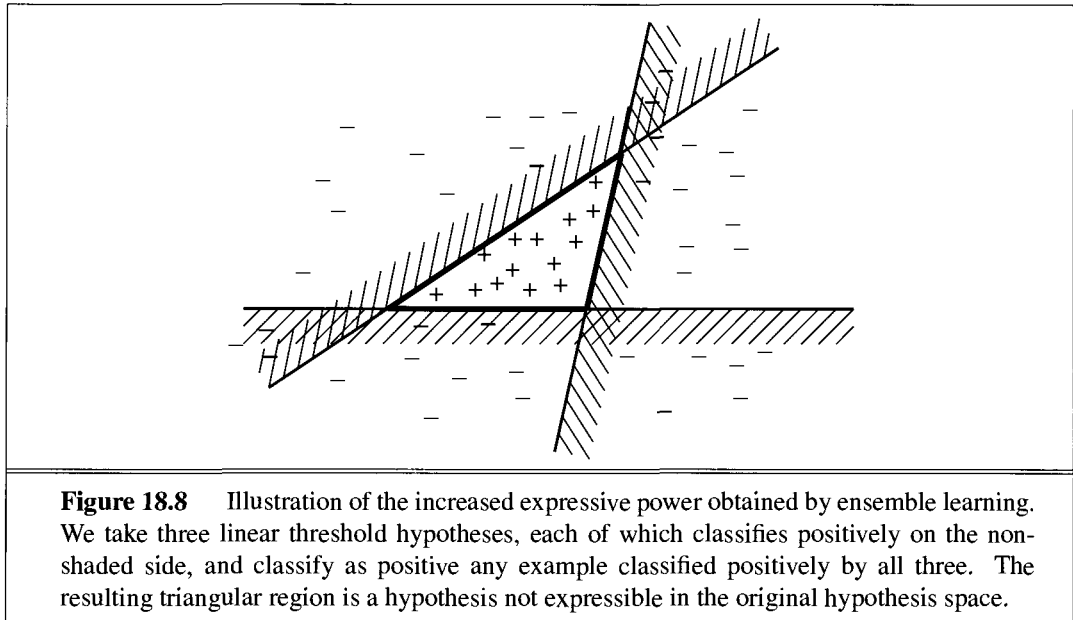 Figure 18.8 Illustration of the increased expressive power obtained by ensemble learning.
We take three linear threshold hypotheses, each of which classifies positively on the non-
shaded side, and classify as positive any example classified positively by all three. The
resulting triangular region is a hypothesis not expressible in the original hypothesis space.